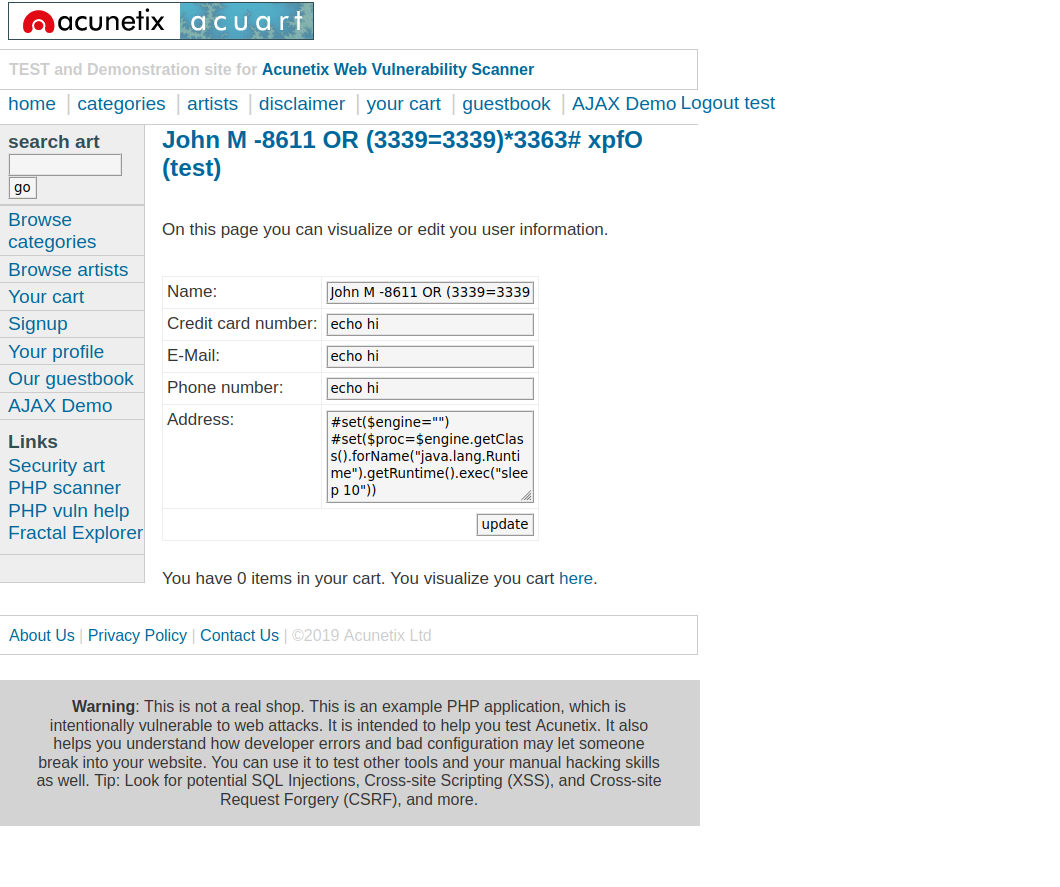 acunetix acuart
TEST and Demonstration site for Acunetix Web Vulnerability Scanner
home | categories | artists | disclaimer | your cart | guestbook | AJAX Demo Logout test
search art
go
Browse
categories
Browse artists
Your cart
Signup
Your profile
Our guestbook
AJAX Demo
Links
Security art
PHP scanner
PHP vuln help
Fractal Explorer
John M -8611 OR (3339=3339)*3363# xpfO
(test)
On this page you can visualize or edit you user information.
Name: John M -8611 OR (3339=3339
Credit card number: echo hi
E-Mail: echo hi
Phone number: echo hi
Address:
#set($engine="")
#set($proc=$engine.getClas
s().forName("java.lang.Runti
me").getRuntime().exec("slee
p 10"))
update
You have 0 items in your cart. You visualize you cart here.
About Us | Privacy Policy | Contact Us | ©2019 Acunetix Ltd
Warning: This is not a real shop. This is an example PHP application, which is
intentionally vulnerable to web attacks. It is intended to help you test Acunetix. It also
helps you understand how developer errors and bad configuration may let someone
break into your website. You can use it to test other tools and your manual hacking skills
as well. Tip: Look for potential SQL Injections, Cross-site Scripting (XSS), and Cross-site
Request Forgery (CSRF), and more.